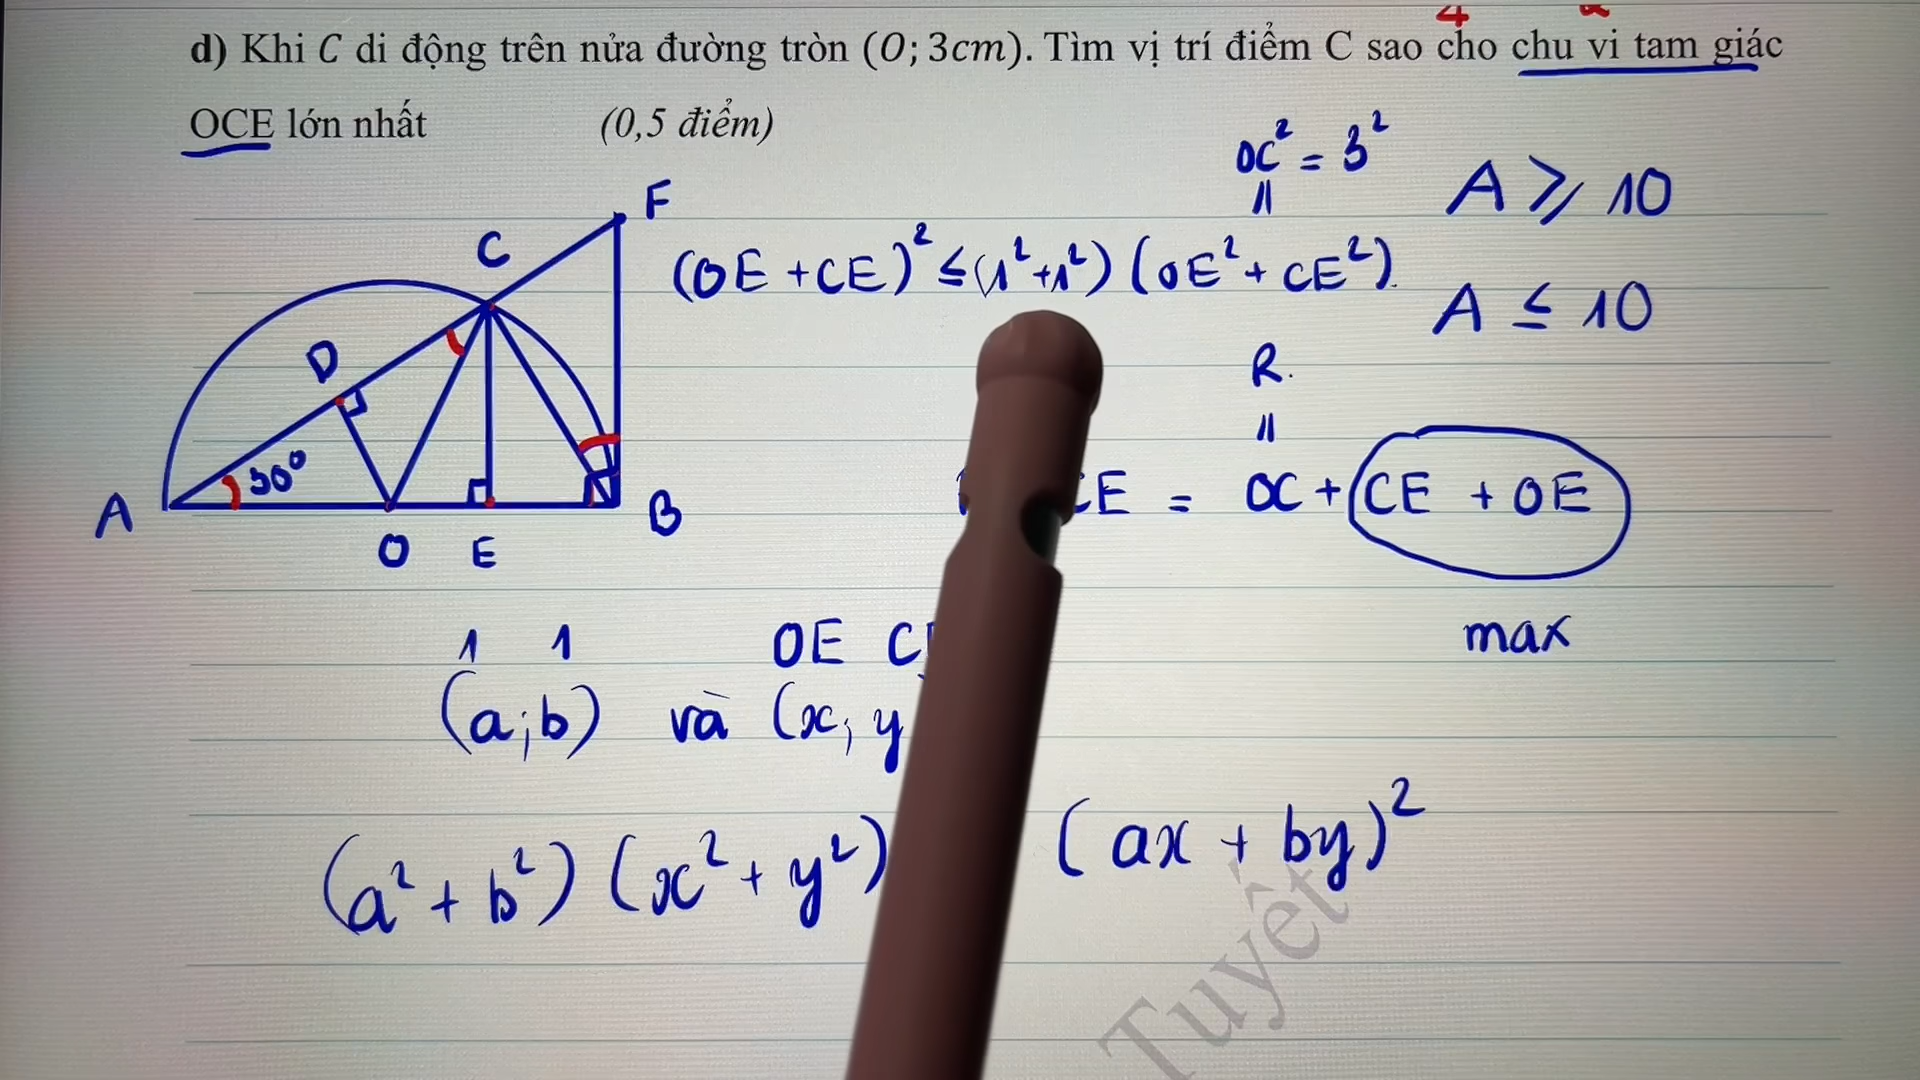 d) Khi C di động trên nửa đường tròn (O; 3cm). Tìm vị trí điểm C sao cho chu vi tam giác
OCE lớn nhất (0,5 điểm)
OC² = 3²
=
A ⩾ 10
F
C
(OE + CE)² ≤ (1² + 1²) (OE² + CE²).
A ≤ 10
D
R.
=
30°
A
B
CE = OC + CE + OE
O E
max
1 1 OE
(a; b) và (x; y
(a² + b²) (x² + y²) (ax + by)²
Tuyết